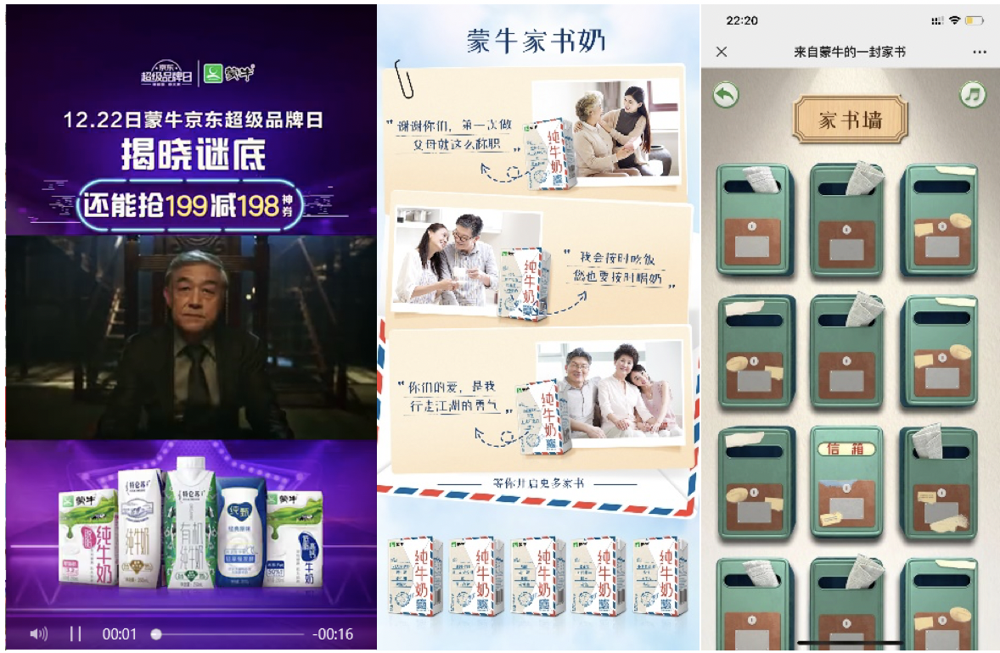 京东
超级品牌日
蒙牛
12.22日蒙牛京东超级品牌日
揭晓谜底
还能抢199减198神券
蒙牛
纯牛奶
特仑苏
纯牛奶
特仑苏
有机纯牛奶
纯甄
蒙牛
牛奶
00:01
-00:16
蒙牛家书奶
“谢谢你们，第一次做
父母就这么称职”
纯牛奶
“我会按时吃饭
您也要按时喝奶”
纯牛奶
“你们的爱，是我
行走江湖的勇气”
纯牛奶
等你开启更多家书
纯牛奶
纯牛奶
纯牛奶
纯牛奶
纯牛奶
22:20
来自蒙牛的一封家书
家书墙
信箱